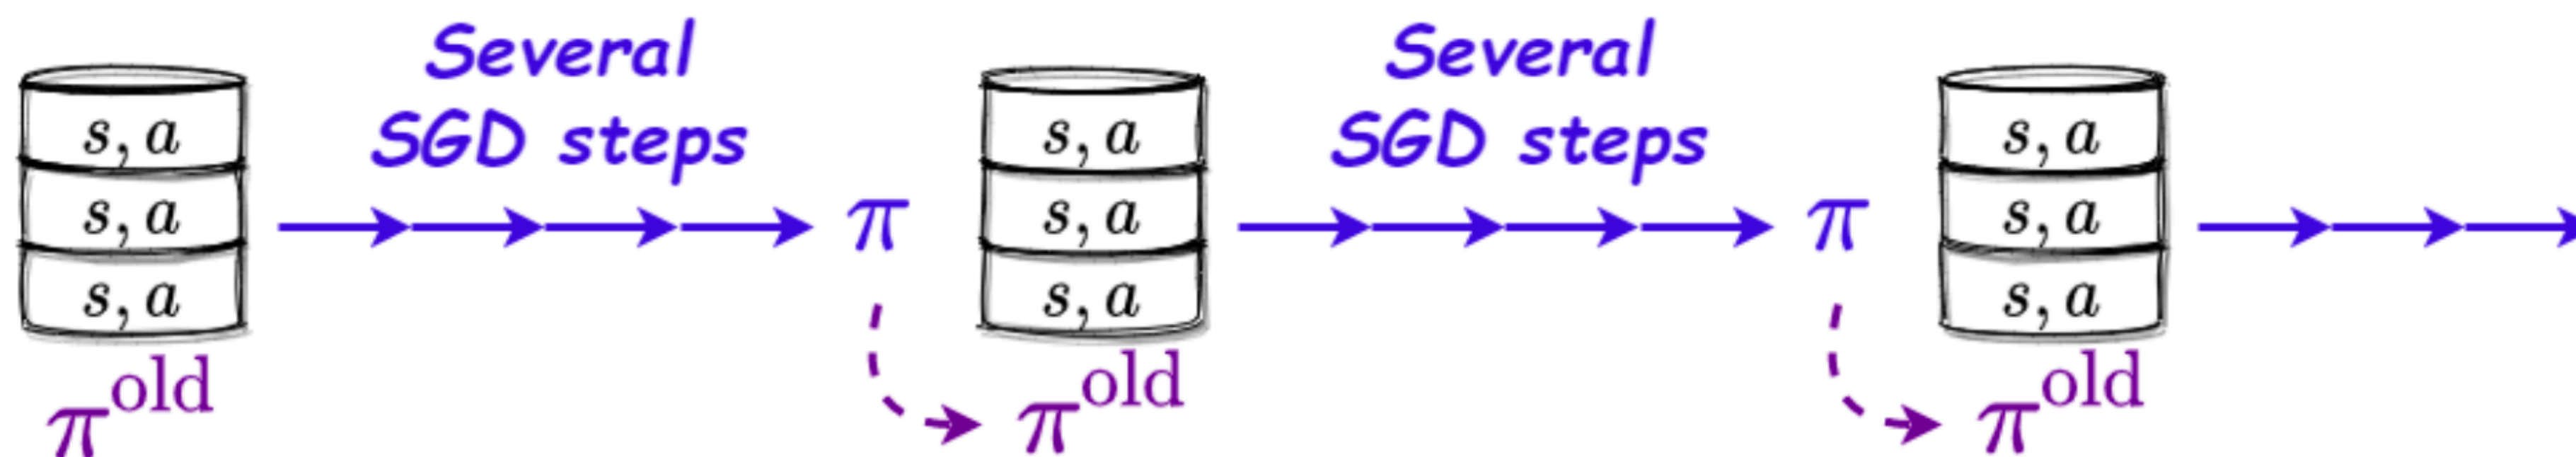 s, a
s, a
s, a
π^old
Several
SGD steps
π
s, a
s, a
s, a
π^old
Several
SGD steps
π
s, a
s, a
s, a
π^old